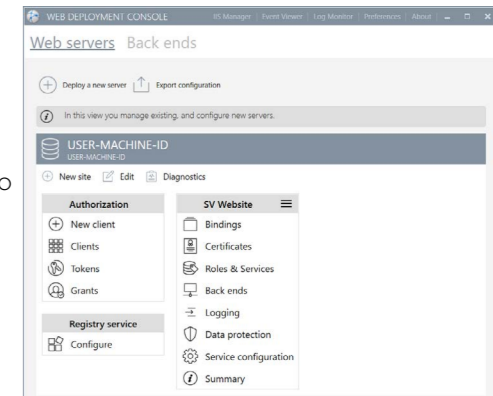 WEB DEPLOYMENT CONSOLE
IIS Manager | Event Viewer | Log Monitor | Preferences | About
Web servers Back ends
Deploy a new server Export configuration
In this view you manage existing, and configure new servers.
USER-MACHINE-ID
USER-MACHINE-ID
New site Edit Diagnostics
Authorization
New client
Clients
Tokens
Grants
Registry service
Configure
SV Website
Bindings
Certificates
Roles & Services
Back ends
Logging
Data protection
Service configuration
Summary